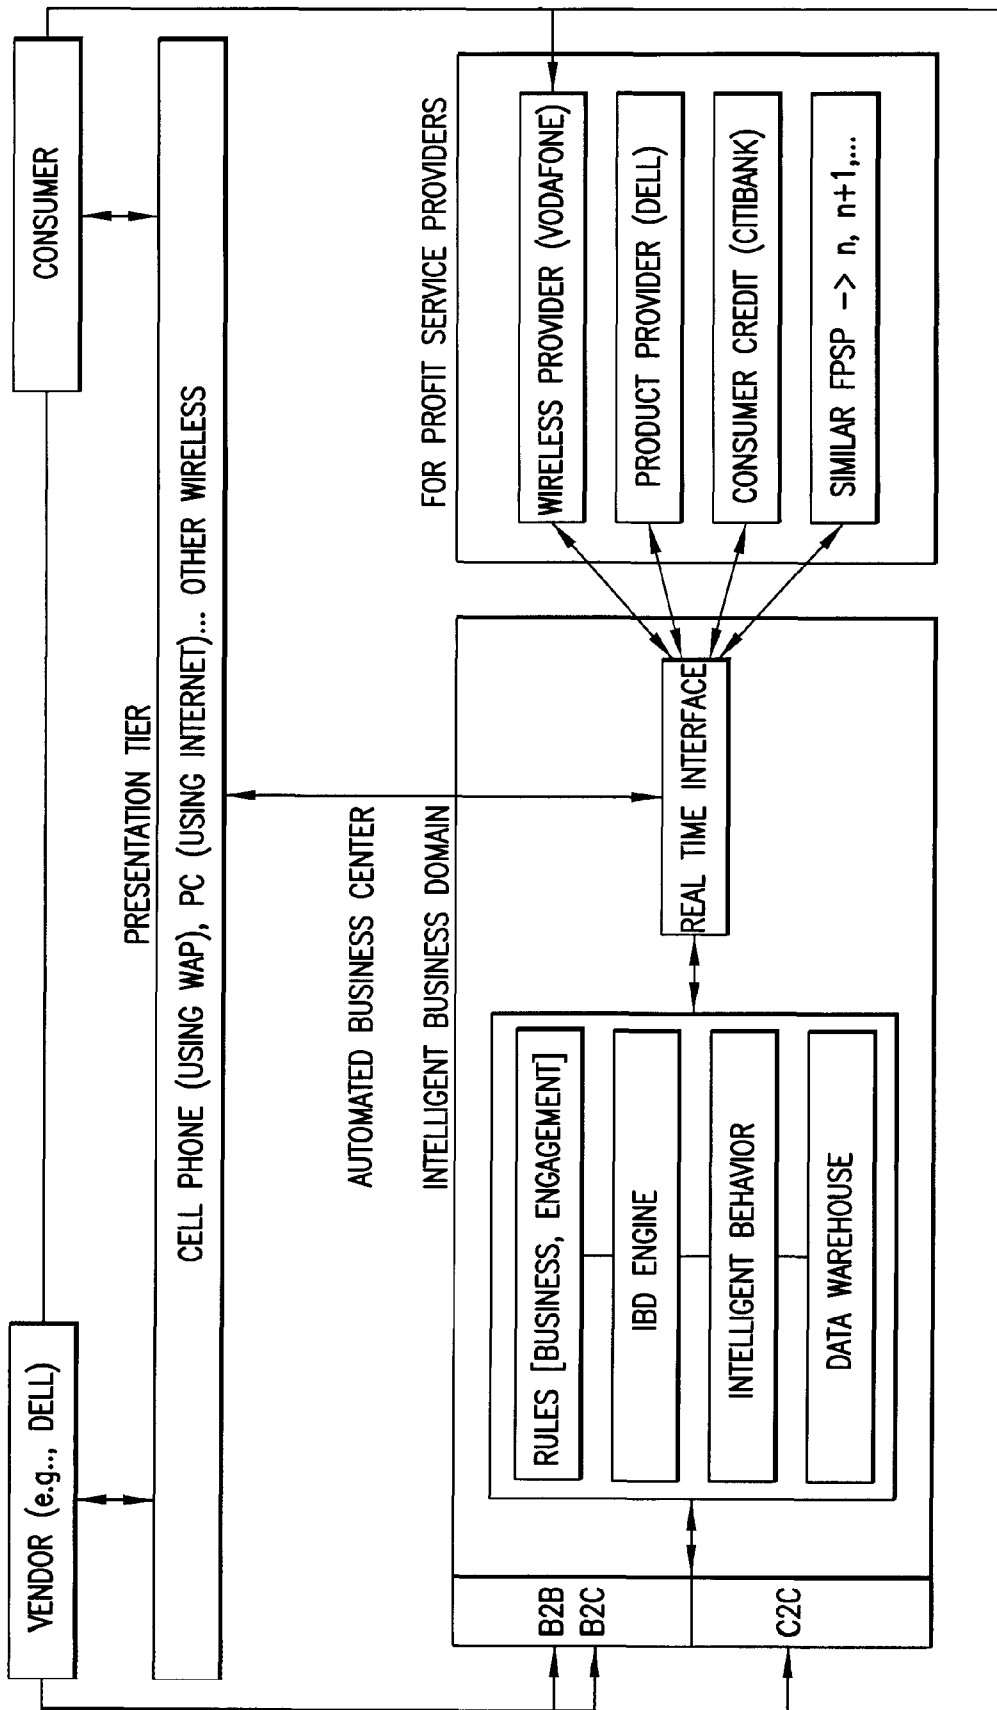 VENDOR (e.g.., DELL)
CONSUMER
PRESENTATION TIER
CELL PHONE (USING WAP), PC (USING INTERNET)... OTHER WIRELESS
AUTOMATED BUSINESS CENTER
INTELLIGENT BUSINESS DOMAIN
FOR PROFIT SERVICE PROVIDERS
B2B
B2C
C2C
RULES [BUSINESS, ENGAGEMENT]
IBD ENGINE
INTELLIGENT BEHAVIOR
DATA WAREHOUSE
REAL TIME INTERFACE
WIRELESS PROVIDER (VODAFONE)
PRODUCT PROVIDER (DELL)
CONSUMER CREDIT (CITIBANK)
SIMILAR FPSP -> n, n+1,...